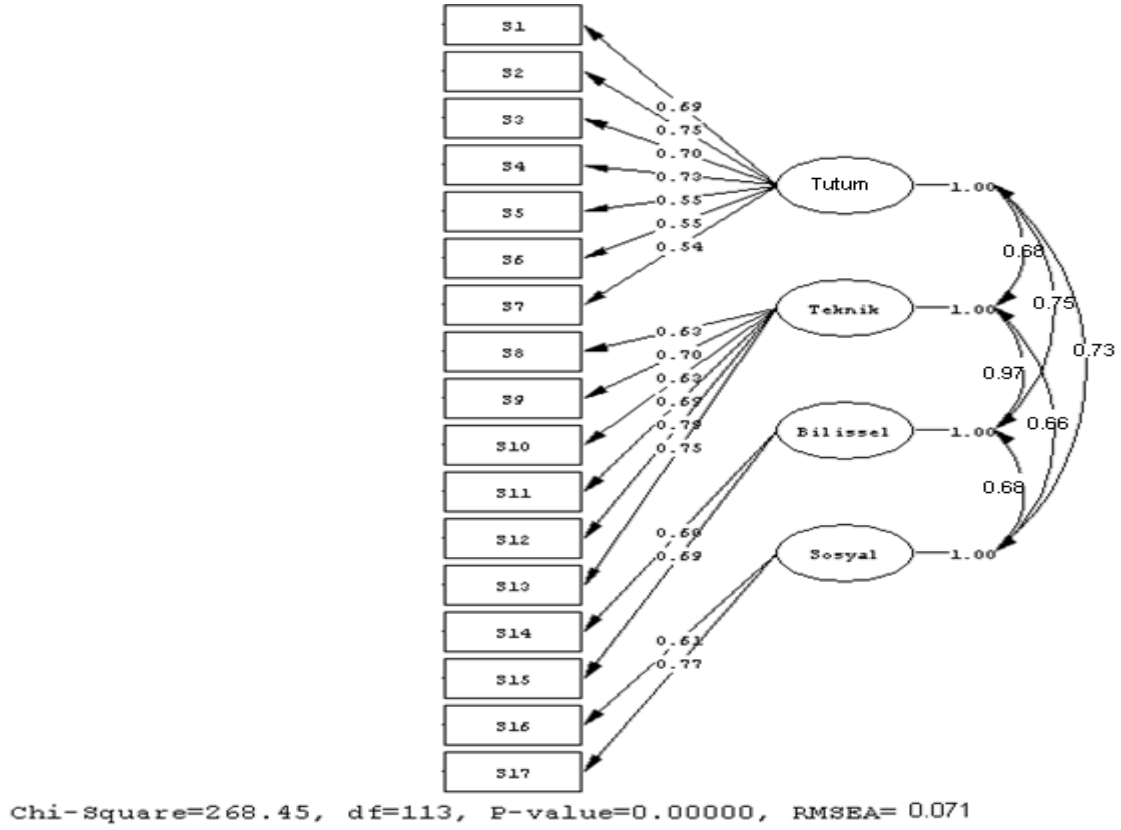 S1
S2
S3
S4
S5
S6
S7
S8
S9
S10
S11
S12
S13
S14
S15
S16
S17
0.69
0.75
0.70
0.73
0.55
0.55
0.54
0.63
0.70
0.63
0.69
0.79
0.75
0.60
0.69
0.61
0.77
Tutum
Teknik
Bilissel
Sosyal
1.00
1.00
1.00
1.00
0.68
0.75
0.73
0.97
0.66
0.68
Chi-Square=268.45, df=113, P-value=0.00000, RMSEA= 0.071